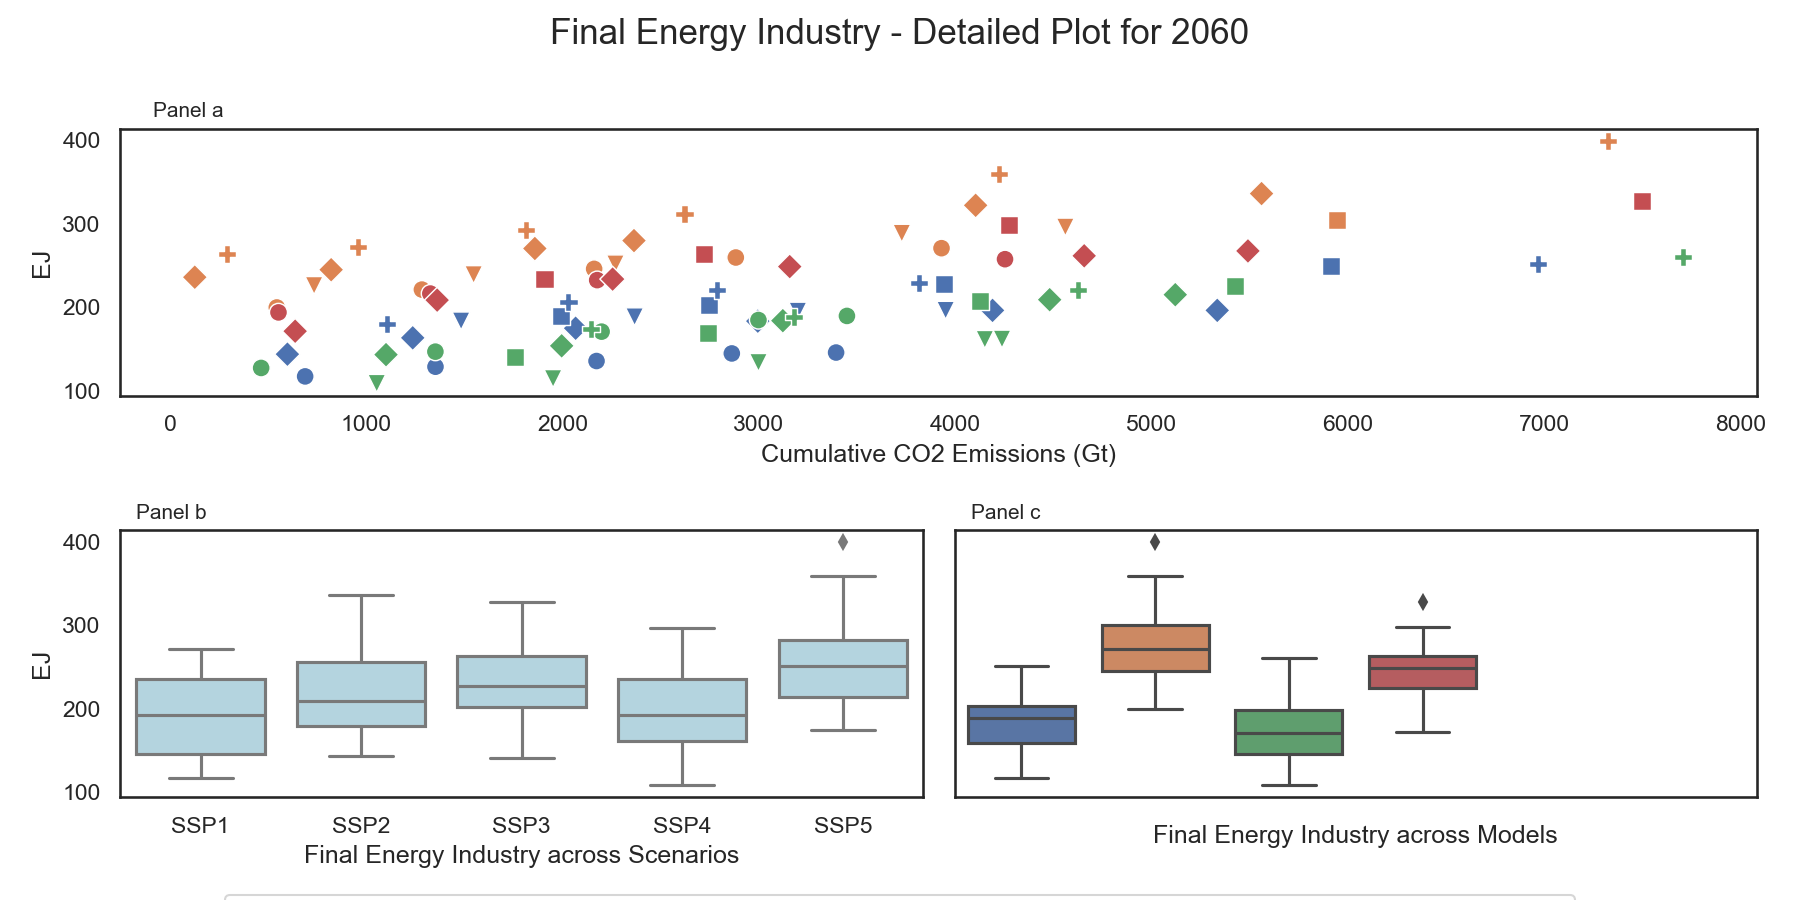 Final Energy Industry - Detailed Plot for 2060
Panel a
400
300
200
100
EJ
0 1000 2000 3000 4000 5000 6000 7000 8000
Cumulative CO2 Emissions (Gt)
Panel b
400
300
200
100
EJ
SSP1 SSP2 SSP3 SSP4 SSP5
Final Energy Industry across Scenarios
Panel c
Final Energy Industry across Models